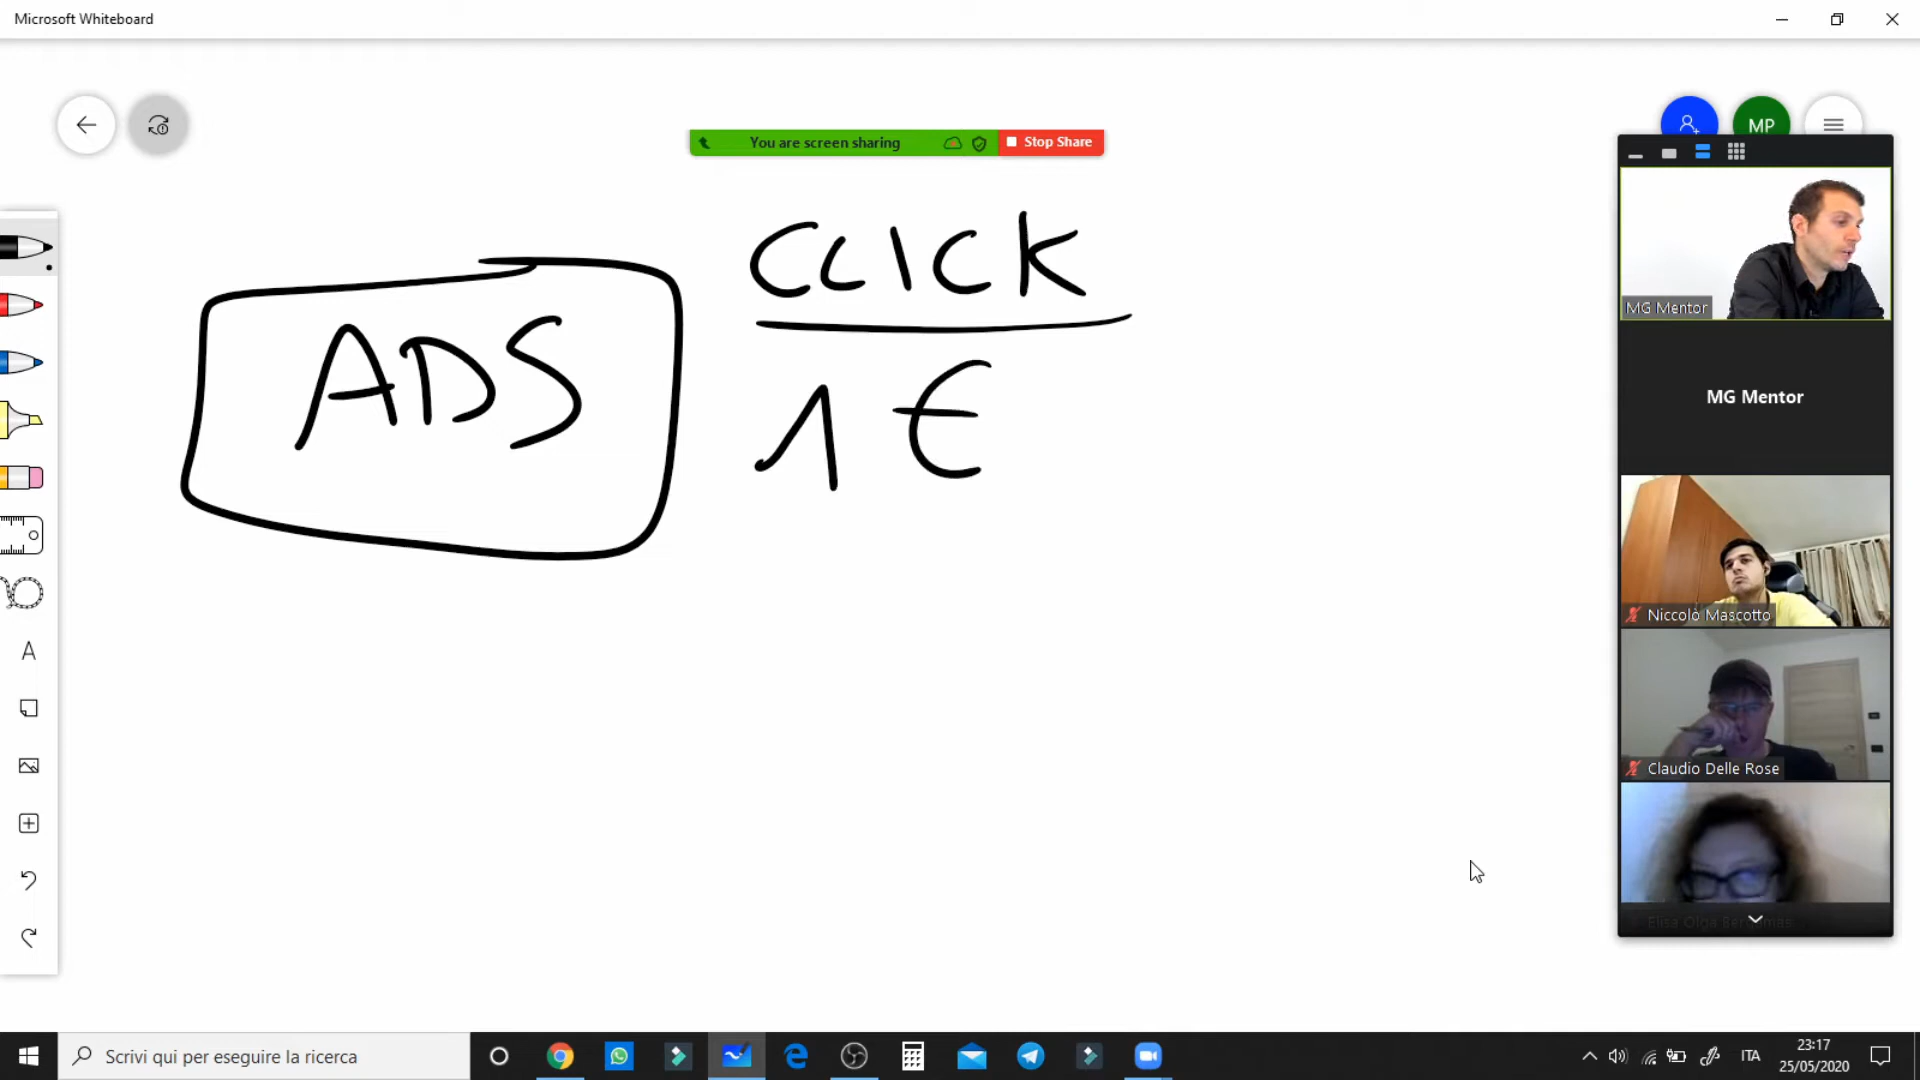 Microsoft Whiteboard
MP
You are screen sharing
Stop Share
CLICK
ADS
1 €
MG Mentor
MG Mentor
Niccolò Mascotto
Claudio Delle Rose
A
Scrivi qui per eseguire la ricerca
ITA
23:17
25/05/2020